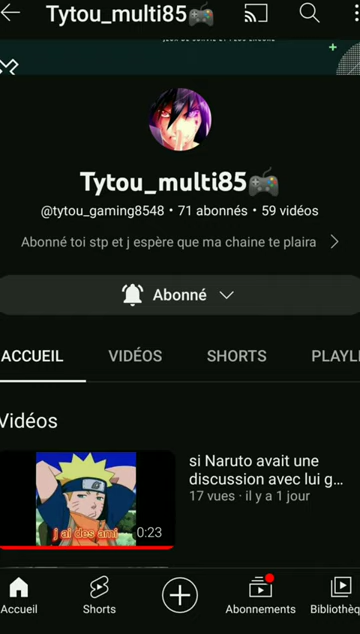 Tytou_multi85🎮
Tytou_multi85🎮
@tytou_gaming8548 • 71 abonnés • 59 vidéos
Abonné toi stp et j espère que ma chaine te plaira
Abonné
ACCUEIL
VIDÉOS
SHORTS
PLAYLI
Vidéos
j ai des ami
0:23
si Naruto avait une
discussion avec lui g...
17 vues · il y a 1 jour
Accueil
Shorts
Abonnements
Bibliothèq